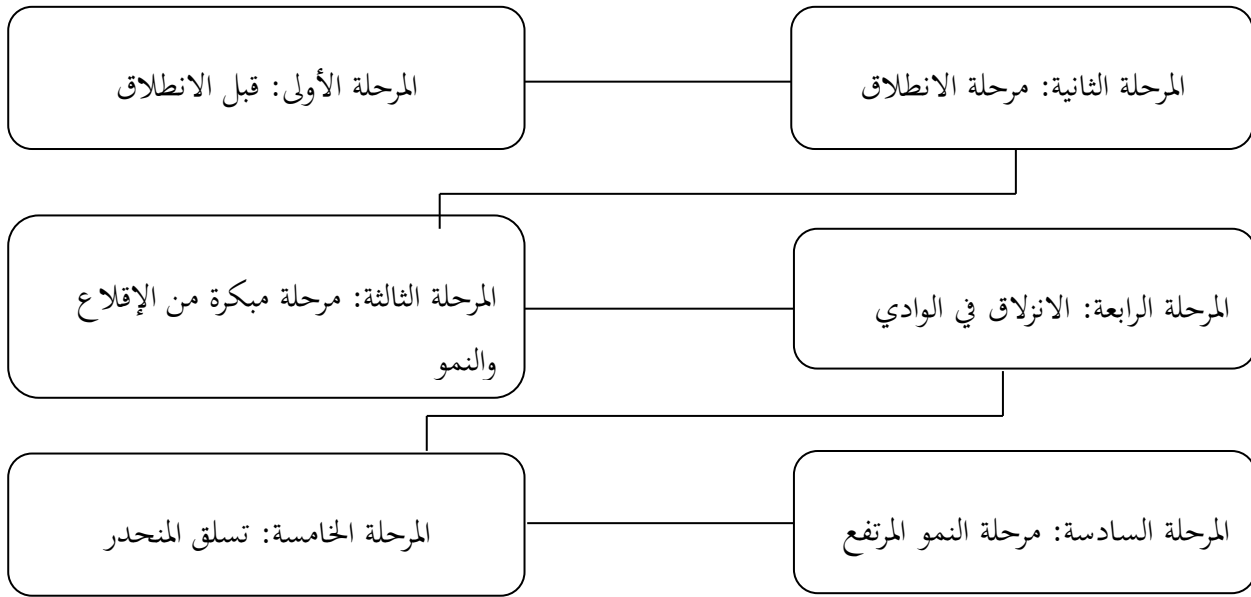 المرحلة الأولى: قبل الانطلاق
المرحلة الثانية: مرحلة الانطلاق
المرحلة الثالثة: مرحلة مبكرة من الإقلاع
والنمو
المرحلة الرابعة: الانزلاق في الوادي
المرحلة الخامسة: تسلق المنحدر
المرحلة السادسة: مرحلة النمو المرتفع